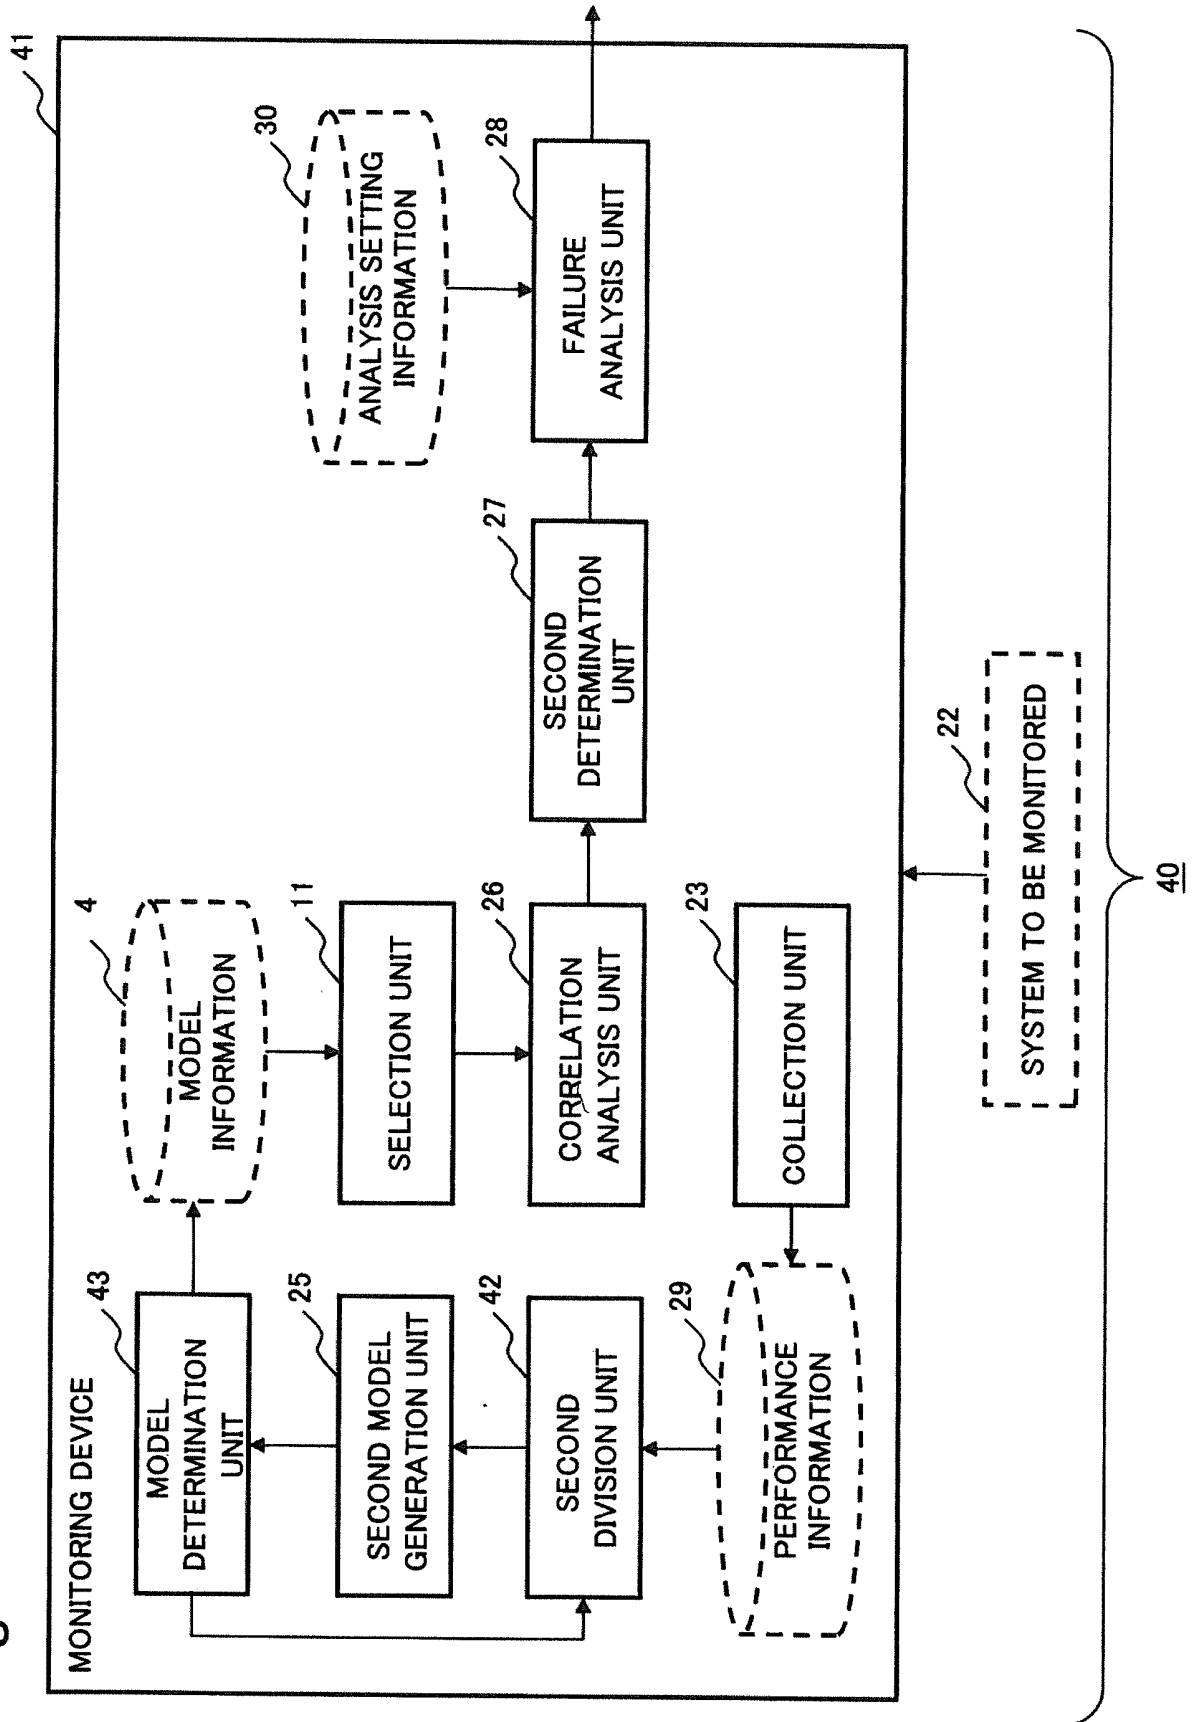 MONITORING DEVICE
41
43
MODEL
DETERMINATION
UNIT
4
MODEL
INFORMATION
30
ANALYSIS SETTING
INFORMATION
25
SECOND MODEL
GENERATION UNIT
11
SELECTION UNIT
42
SECOND
DIVISION UNIT
26
CORRELATION
ANALYSIS UNIT
27
SECOND
DETERMINATION
UNIT
28
FAILURE
ANALYSIS UNIT
29
PERFORMANCE
INFORMATION
23
COLLECTION UNIT
22
SYSTEM TO BE MONITORED
40